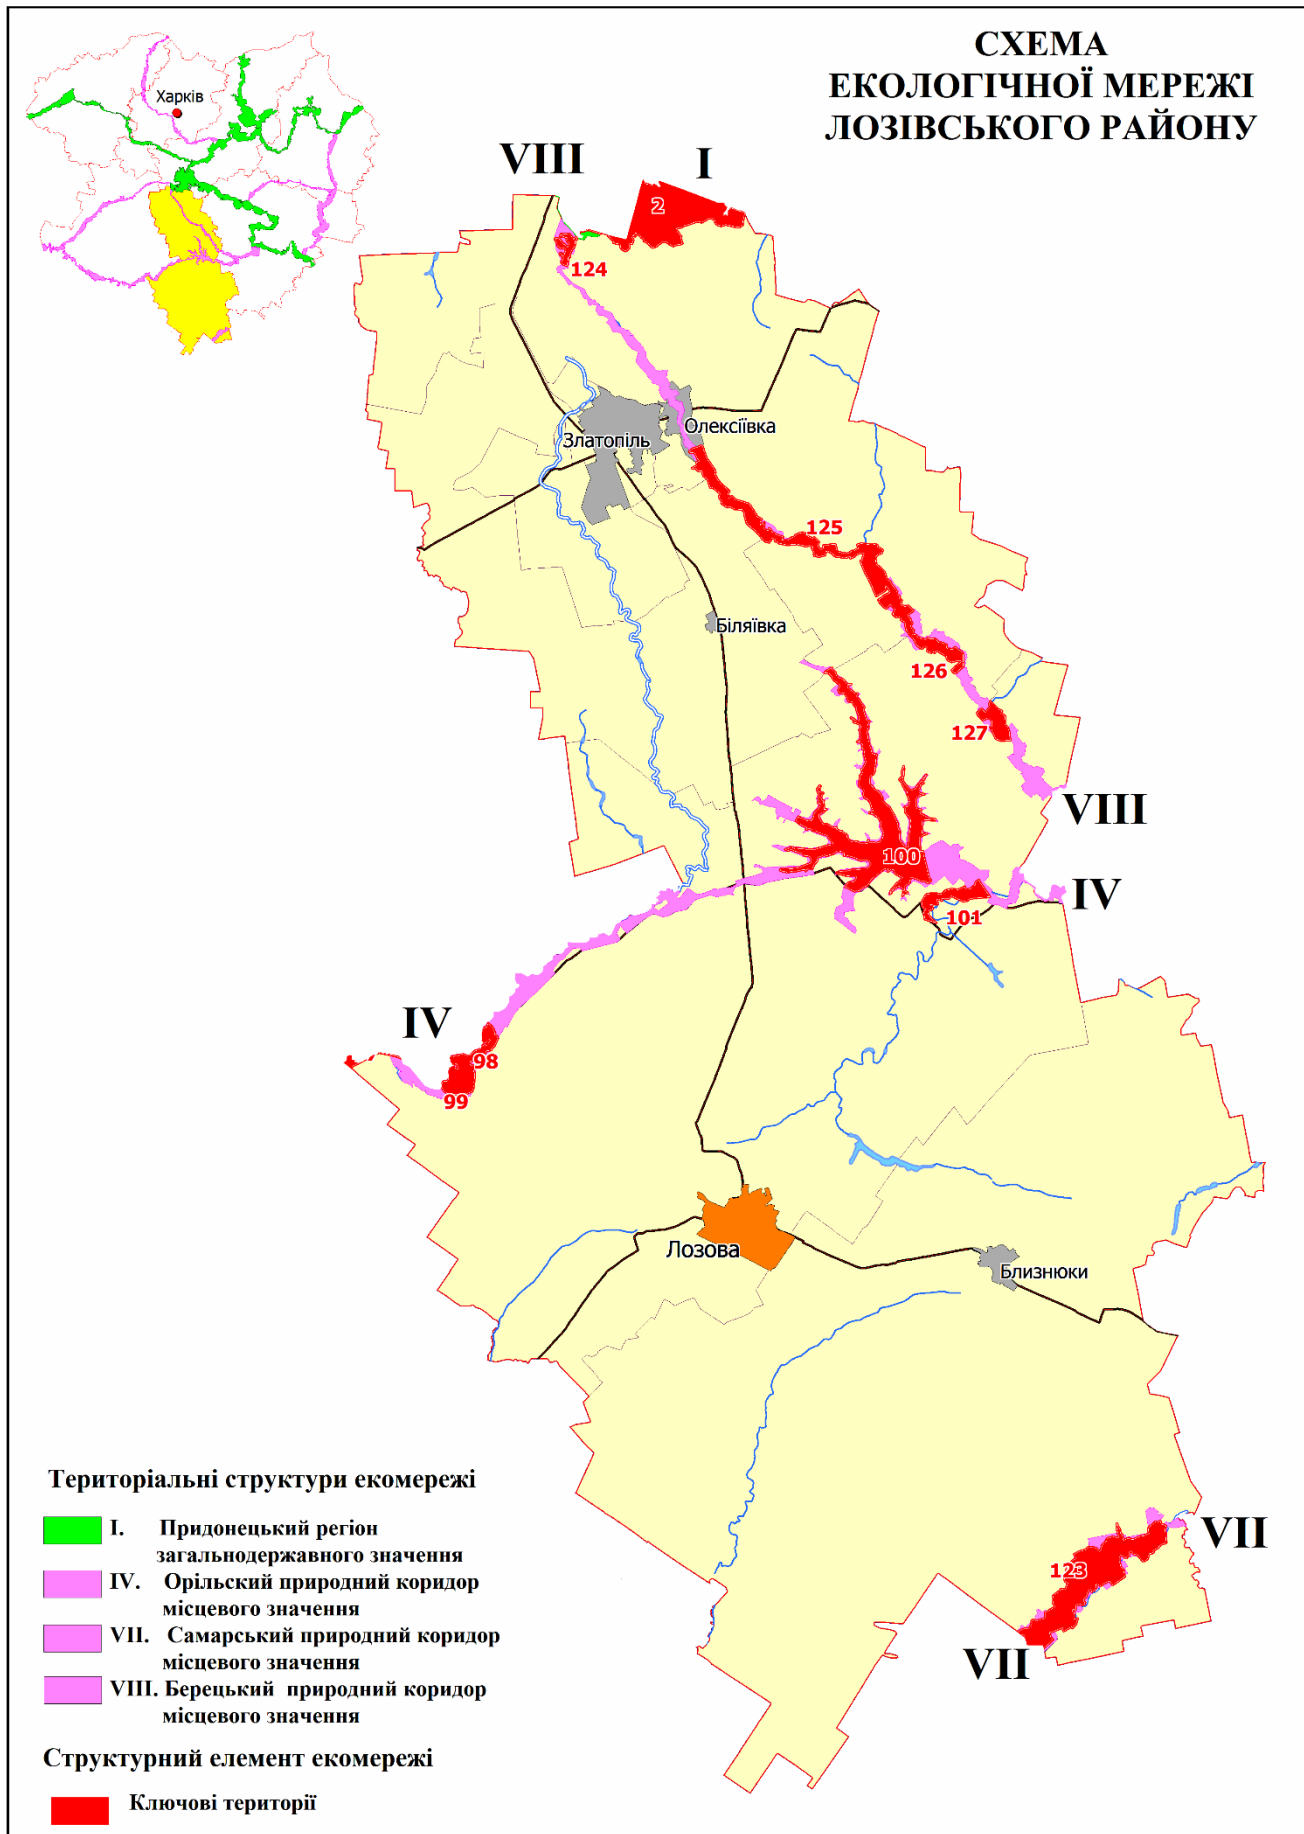 СХЕМА
ЕКОЛОГІЧНОЇ МЕРЕЖІ
ЛОЗІВСЬКОГО РАЙОНУ
Харків
VIII
I
2
124
Олексіївка
Златопіль
125
Біляївка
126
127
VIII
100
IV
101
IV
98
99
Лозова
Близнюки
VII
123
VII
Територіальні структури екомережі
I. Придонецький регіон
загальнодержавного значення
IV. Орільский природний коридор
місцевого значення
VII. Самарський природний коридор
місцевого значення
VIII. Берецький природний коридор
місцевого значення
Структурний елемент екомережі
Ключові території